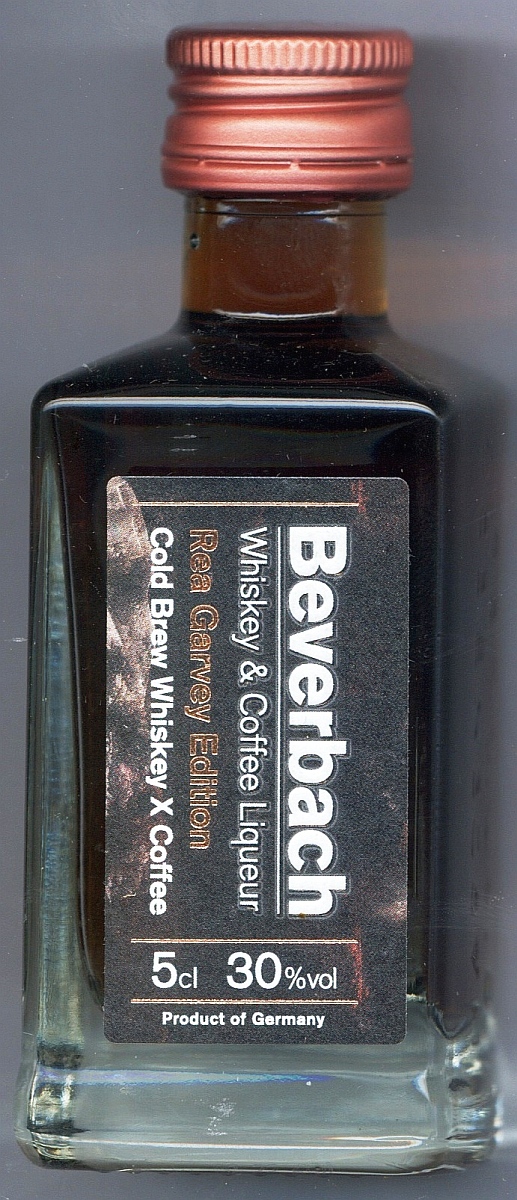 Beverbach
Whiskey & Coffee Liqueur
Rea Garvey Edition
Cold Brew Whiskey X Coffee
5cl 30%vol
Product of Germany